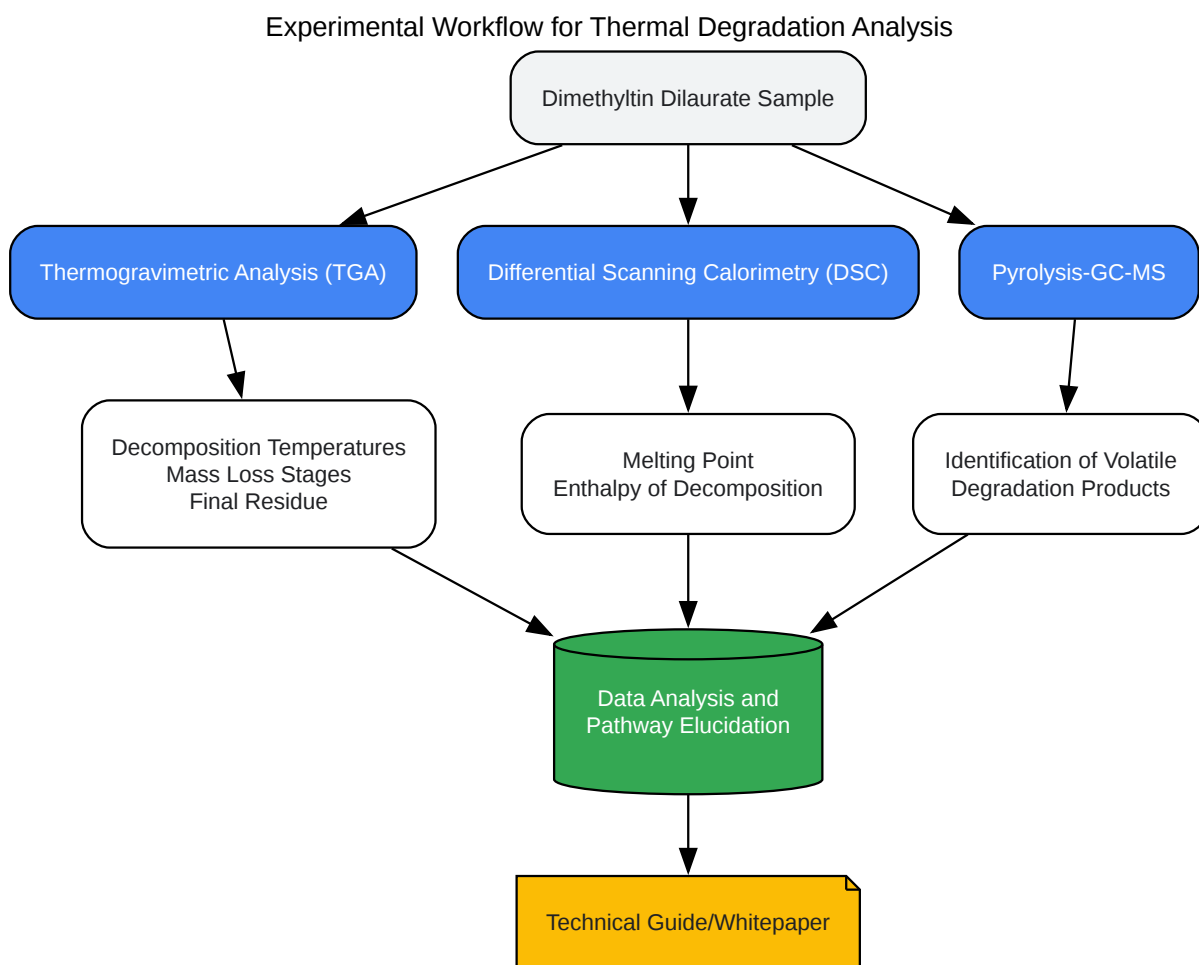 Experimental Workflow for Thermal Degradation Analysis
Dimethyltin Dilaurate Sample
Thermogravimetric Analysis (TGA)
Differential Scanning Calorimetry (DSC)
Pyrolysis-GC-MS
Decomposition Temperatures
Mass Loss Stages
Final Residue
Melting Point
Enthalpy of Decomposition
Identification of Volatile
Degradation Products
Data Analysis and
Pathway Elucidation
Technical Guide/Whitepaper